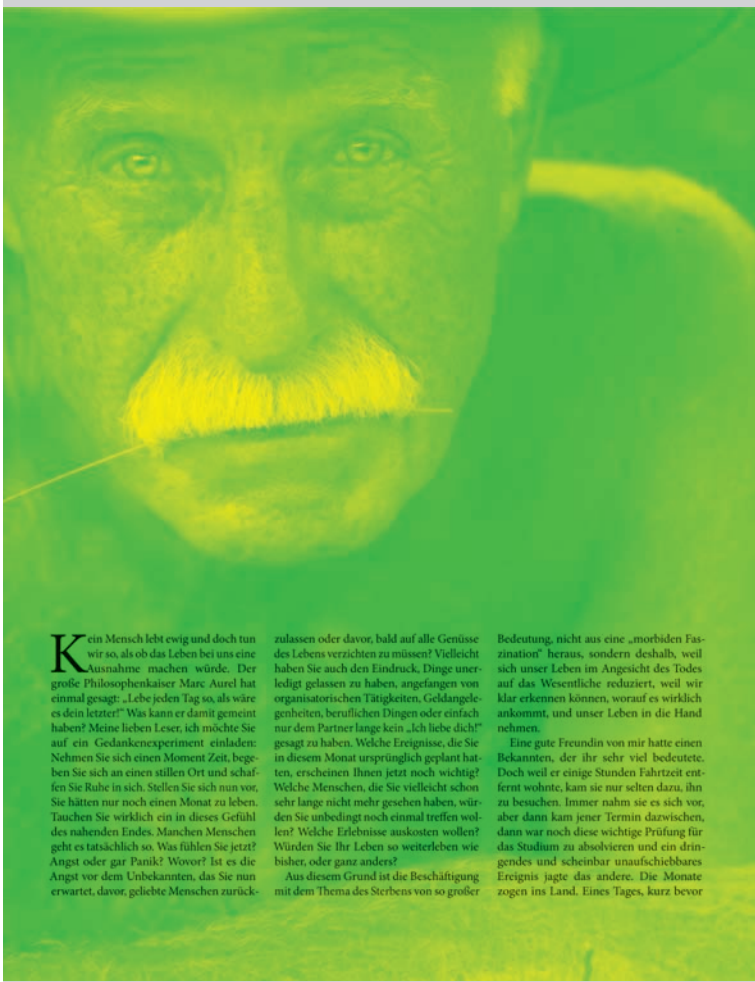 Kein Mensch lebt ewig und doch tun
wir so, als ob das Leben bei uns eine
Ausnahme machen würde. Der
große Philosophenkaiser Marc Aurel hat
einmal gesagt: „Lebe jeden Tag so, als wäre
es dein letzter!“ Was kann er damit gemeint
haben? Meine lieben Leser, ich möchte Sie
auf ein Gedankenexperiment einladen:
Nehmen Sie sich einen Moment Zeit, bege-
ben Sie sich an einen stillen Ort und schaf-
fen Sie Ruhe in sich. Stellen Sie sich nun vor,
Sie hätten nur noch einen Monat zu leben.
Tauchen Sie wirklich ein in dieses Gefühl
des nahenden Endes. Manchen Menschen
geht es tatsächlich so. Was fühlen Sie jetzt?
Angst oder gar Panik? Wovor? Ist es die
Angst vor dem Unbekannten, das Sie nun
erwartet, davor, geliebte Menschen zurück-
zulassen oder davor, bald auf alle Genüsse
des Lebens verzichten zu müssen? Vielleicht
haben Sie auch den Eindruck, Dinge uner-
ledigt gelassen zu haben, angefangen von
organisatorischen Tätigkeiten, Geldangele-
genheiten, beruflichen Dingen oder einfach
nur dem Partner lange kein „Ich liebe dich!“
gesagt zu haben. Welche Ereignisse, die Sie
in diesem Monat ursprünglich geplant hat-
ten, erscheinen Ihnen jetzt noch wichtig?
Welche Menschen, die Sie vielleicht schon
sehr lange nicht mehr gesehen haben, wür-
den Sie unbedingt noch einmal treffen wol-
len? Welche Erlebnisse auskosten wollen?
Würden Sie Ihr Leben so weiterleben wie
bisher, oder ganz anders?
Aus diesem Grund ist die Beschäftigung
mit dem Thema des Sterbens von so großer
Bedeutung, nicht aus eine „morbiden Fas-
zination“ heraus, sondern deshalb, weil
sich unser Leben im Angesicht des Todes
auf das Wesentliche reduziert, weil wir
klar erkennen können, worauf es wirklich
ankommt, und unser Leben in die Hand
nehmen.
Eine gute Freundin von mir hatte einen
Bekannten, der ihr sehr viel bedeutete.
Doch weil er einige Stunden Fahrtzeit ent-
fernt wohnte, kam sie nur selten dazu, ihn
zu besuchen. Immer nahm sie es sich vor,
aber dann kam jener Termin dazwischen,
dann war noch diese wichtige Prüfung für
das Studium zu absolvieren und ein drin-
gendes und scheinbar unaufschiebbares
Ereignis jagte das andere. Die Monate
zogen ins Land. Eines Tages, kurz bevor